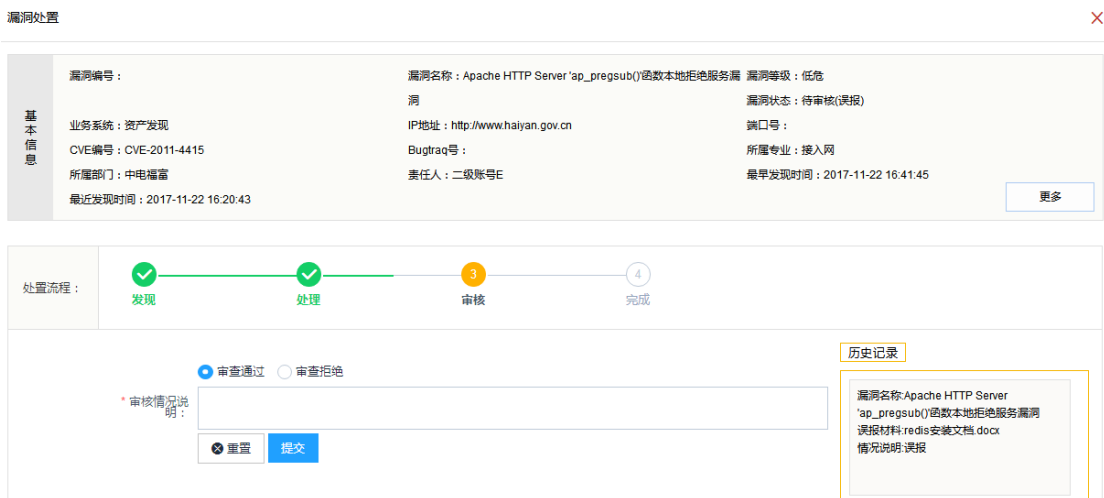 漏洞处置
基本信息
漏洞编号：
漏洞名称：Apache HTTP Server 'ap_pregsub()'函数本地拒绝服务漏
洞
漏洞等级：低危
漏洞状态：待审核(误报)
业务系统：资产发现
IP地址：http://www.haiyan.gov.cn
端口号：
CVE编号：CVE-2011-4415
Bugtraq号：
所属专业：接入网
所属部门：中电福富
责任人：二级账号E
最早发现时间：2017-11-22 16:41:45
最近发现时间：2017-11-22 16:20:43
更多
处置流程：
3
4
发现
处理
审核
完成
审查通过
审查拒绝
* 审核情况说
明：
重置
提交
历史记录
漏洞名称:Apache HTTP Server
'ap_pregsub()'函数本地拒绝服务漏洞
误报材料:redis安装文档.docx
情况说明:误报